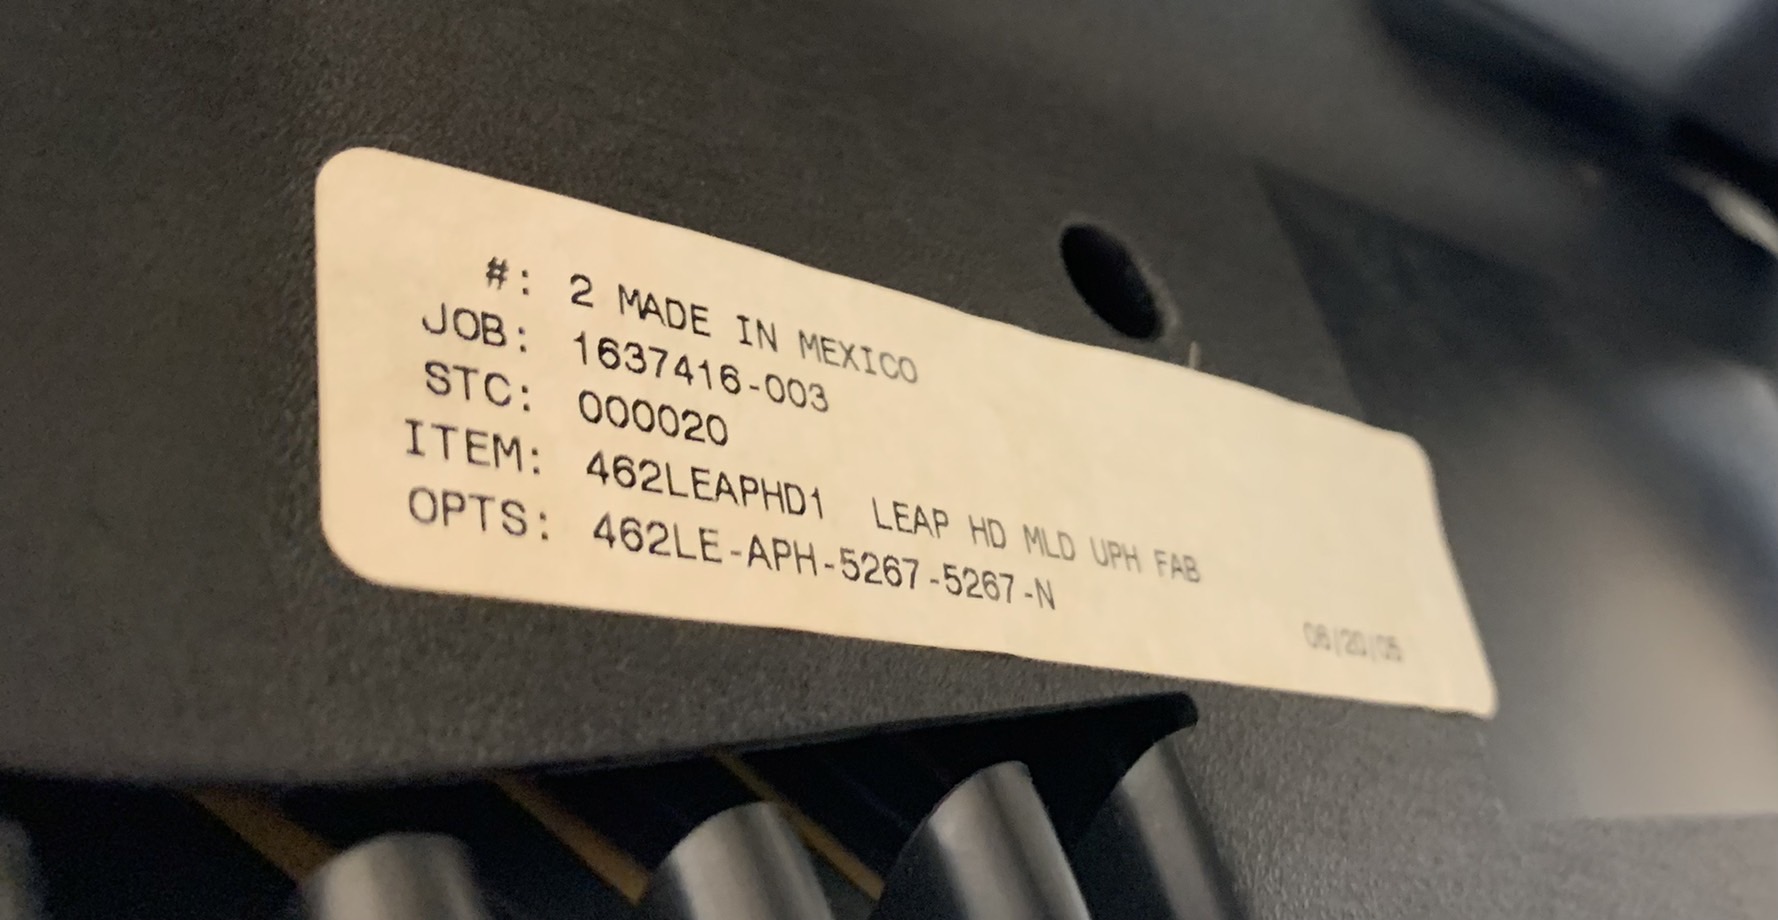 #: 2 MADE IN MEXICO
JOB: 1637416-003
STC: 000020
ITEM: 462LEAPHD1 LEAP HD MLD UPH FAB
OPTS: 462LE-APH-5267-5267-N
06/20/05